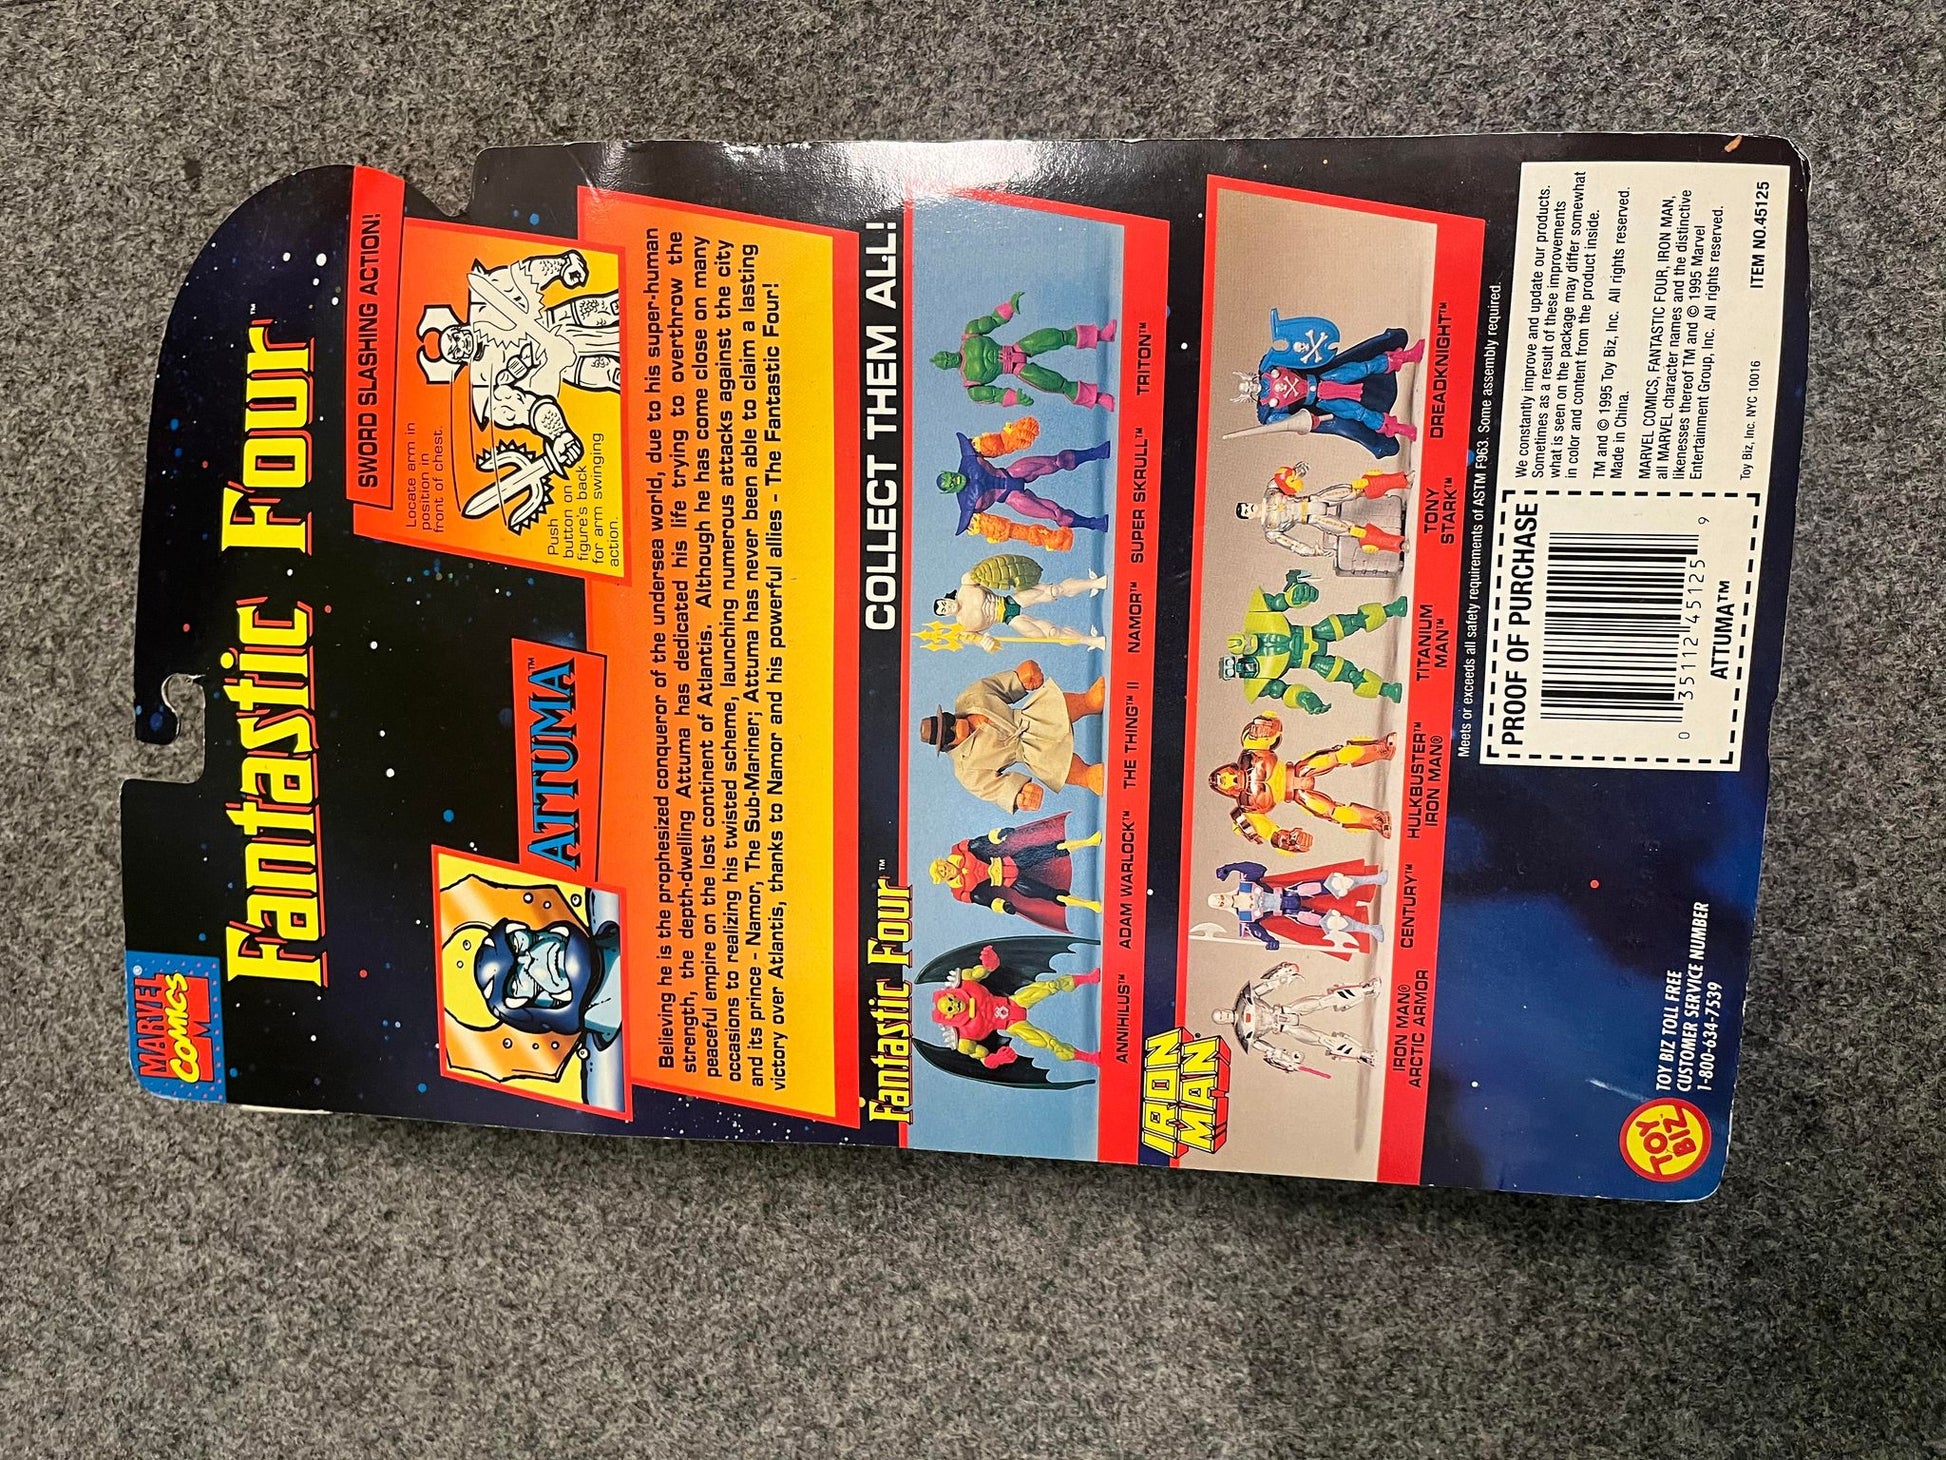 MARVEL®
COMICS
M
Fantastic Four™
SWORD SLASHING ACTION!
Locate arm in
position in
front of chest.
Push
button on
figure's back
for arm swinging
action.
ATTUMA™
Believing he is the prophesized conqueror of the undersea world, due to his super-human
strength, the depth-dwelling Attuma has dedicated his life trying to overthrow the
peaceful empire on the lost continent of Atlantis. Although he has come close on many
occasions to realizing his twisted scheme, launching numerous attacks against the city
and its prince - Namor, The Sub-Mariner; Attuma has never been able to claim a lasting
victory over Atlantis, thanks to Namor and his powerful allies - The Fantastic Four!
Fantastic Four™
COLLECT THEM ALL!
ANNIHILUS™
ADAM WARLOCK™
THE THING™ II
NAMOR™
SUPER SKRULL™
TRITON™
IRON
MAN®
IRON MAN®
ARCTIC ARMOR
CENTURY™
HULKBUSTER™
IRON MAN®
TITANIUM
MAN™
TONY
STARK™
DREADKNIGHT™
Meets or exceeds all safety requirements of ASTM F963. Some assembly required.
PROOF OF PURCHASE
0 35112 45125 9
ATTUMA™
We constantly improve and update our products.
Sometimes as a result of these improvements
what is seen on the package may differ somewhat
in color and content from the product inside.
TM and © 1995 Toy Biz, Inc. All rights reserved.
Made in China.
MARVEL COMICS, FANTASTIC FOUR, IRON MAN,
all MARVEL character names and the distinctive
likenesses thereof TM and © 1995 Marvel
Entertainment Group, Inc. All rights reserved.
Toy Biz, Inc. NYC 10016
ITEM NO.45125
TOY
BIZ
TOY BIZ TOLL FREE
CUSTOMER SERVICE NUMBER
1-800-634-7539